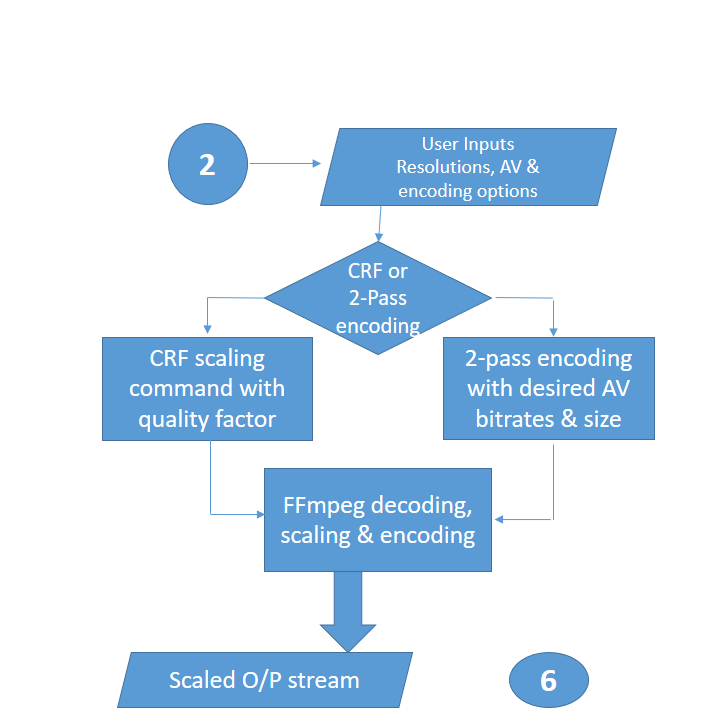 2
User Inputs
Resolutions, AV &
encoding options
CRF or
2-Pass
encoding
CRF scaling
command with
quality factor
2-pass encoding
with desired AV
bitrates & size
FFmpeg decoding,
scaling & encoding
Scaled O/P stream
6